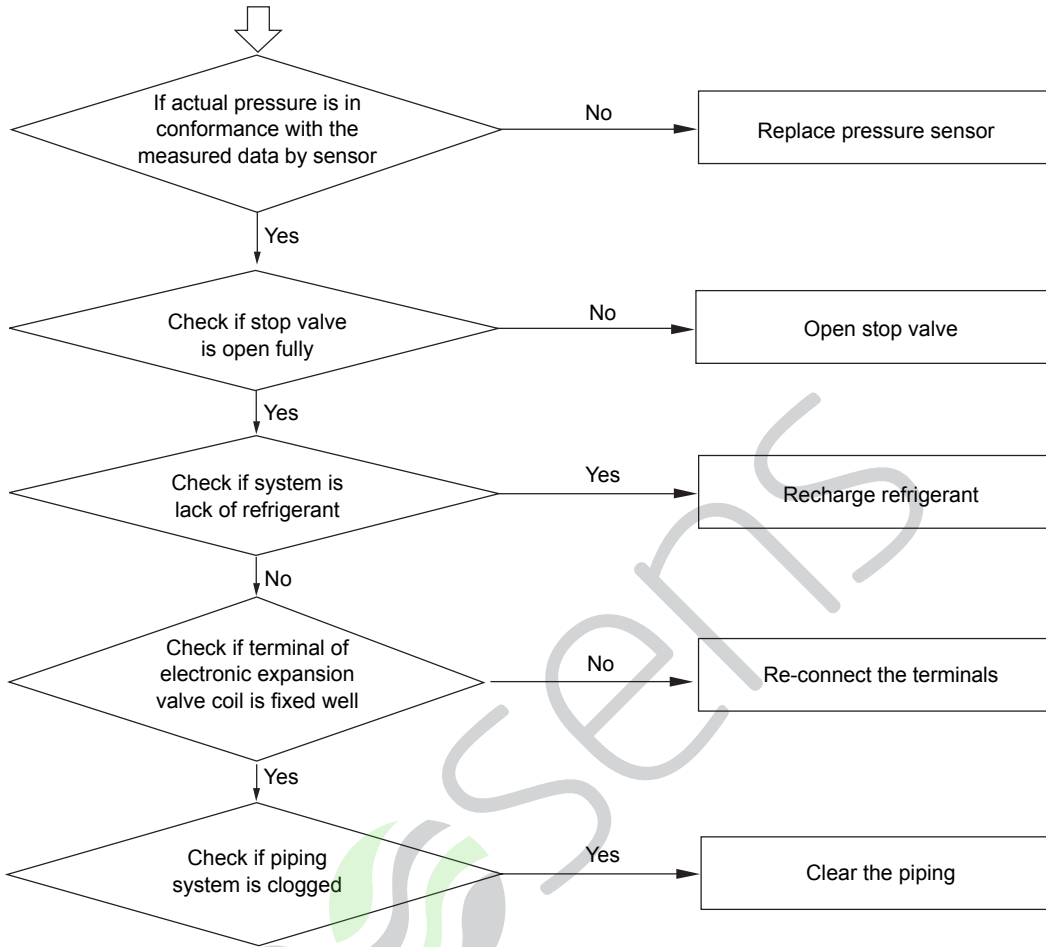 If actual pressure is in
conformance with the
measured data by sensor
No
Replace pressure sensor
Yes
Check if stop valve
is open fully
No
Open stop valve
Yes
Check if system is
lack of refrigerant
Yes
Recharge refrigerant
No
Check if terminal of
electronic expansion
valve coil is fixed well
No
Re-connect the terminals
Yes
Check if piping
system is clogged
Yes
Clear the piping
sens